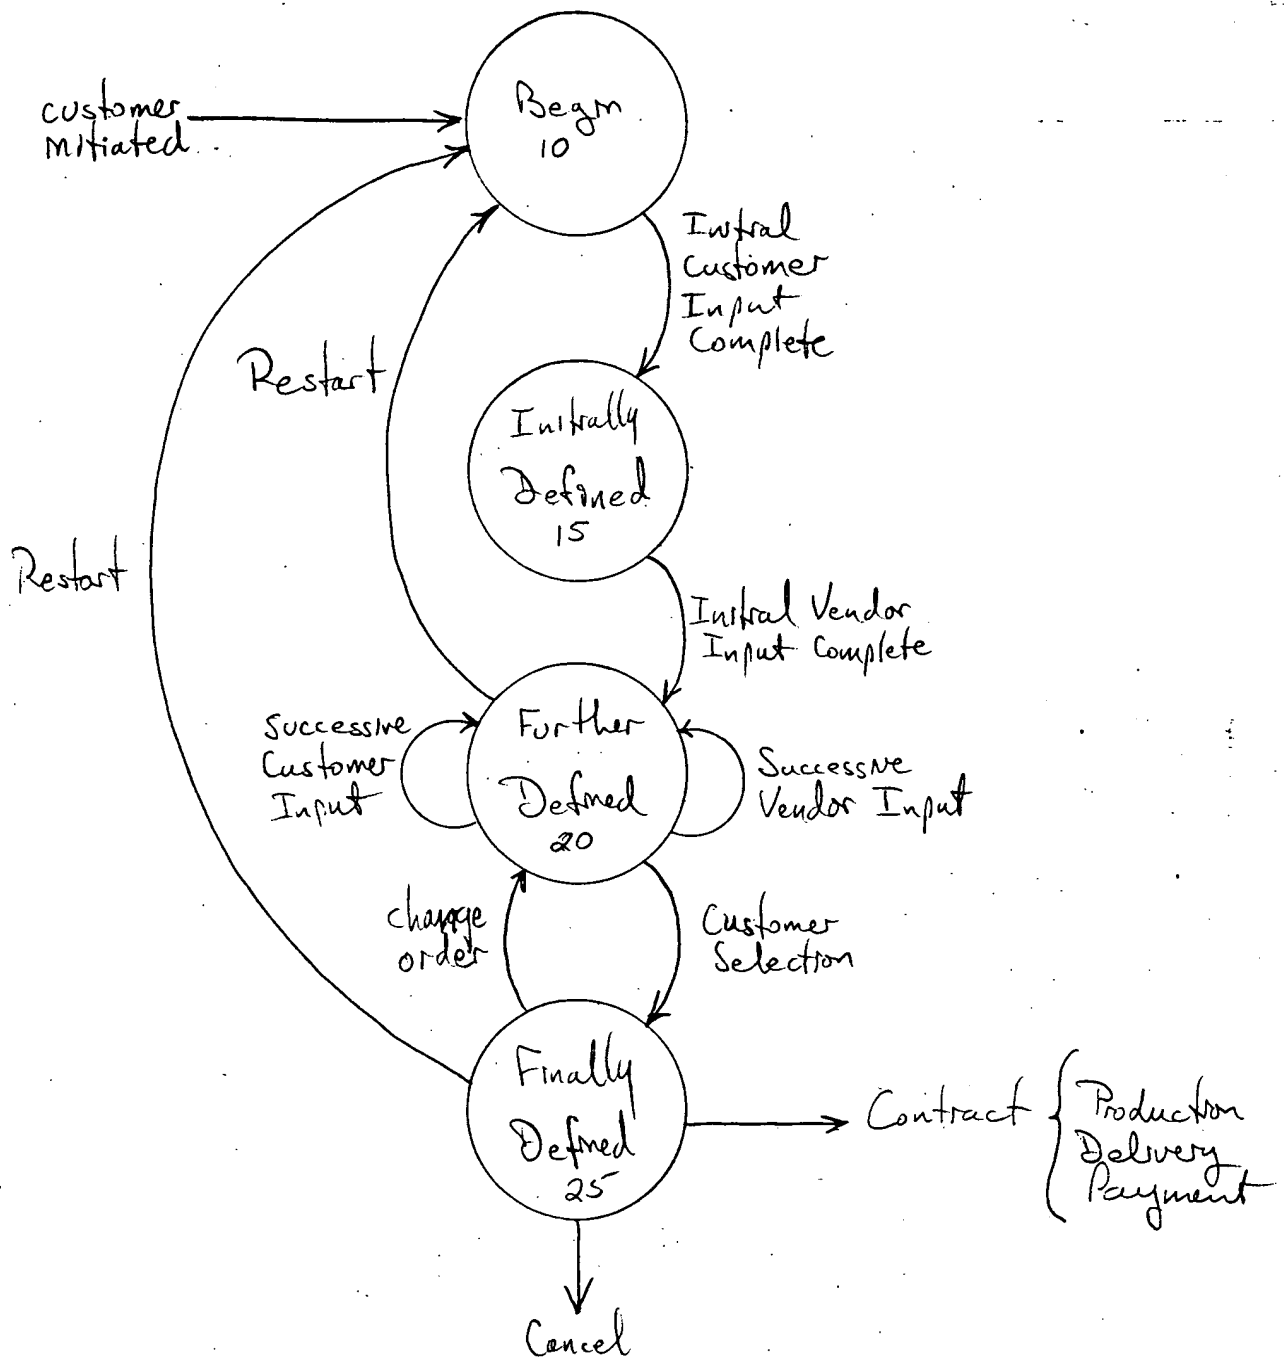 Begin
10
customer
initiated
Initial
Customer
Input
Complete
Restart
Initially
Defined
15
Restart
Initial Vendor
Input Complete
Successive
Customer
Input
Further
Defined
20
Successive
Vendor Input
change
order
Customer
Selection
Finally
Defined
25
Contract
Production
Delivery
Payment
Cancel